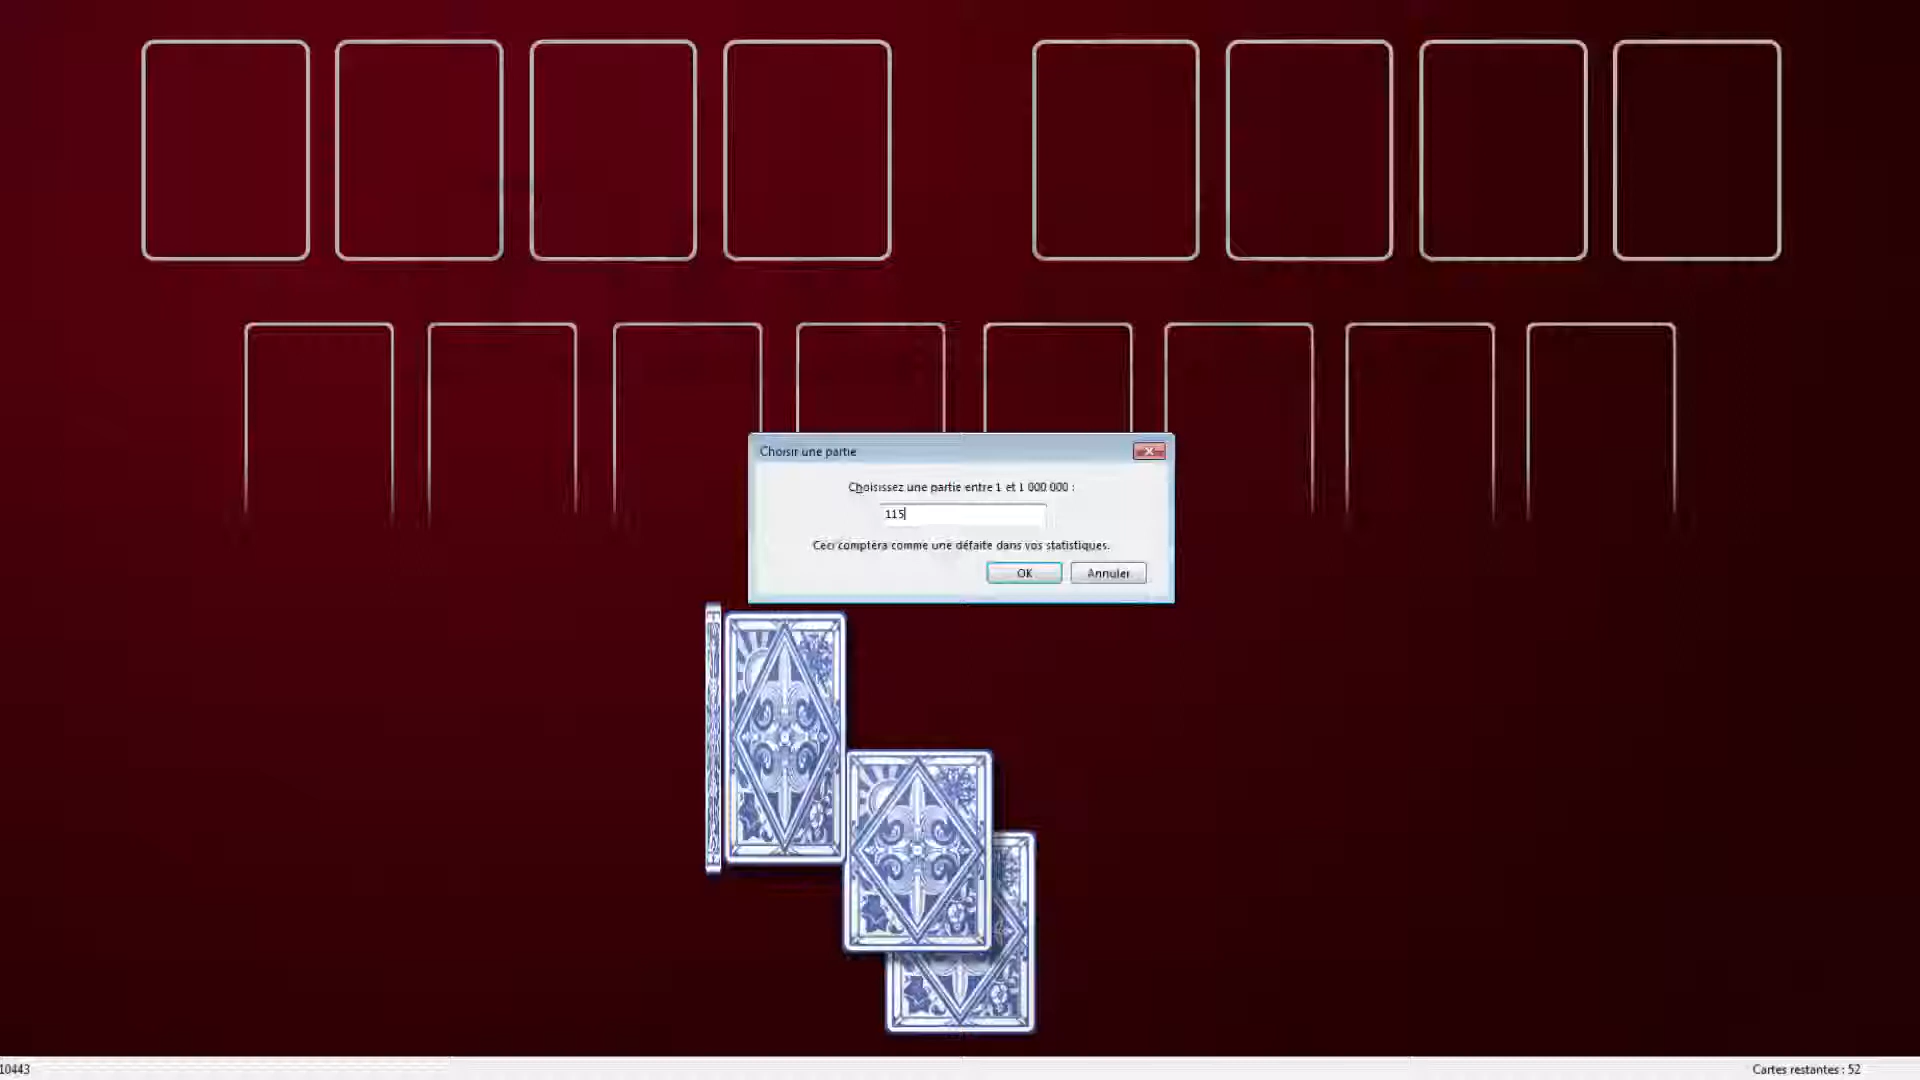 Choisir une partie
Choisissez une partie entre 1 et 1 000 000 :
115
Ceci comptera comme une défaite dans vos statistiques.
OK
Annuler
10443
Cartes restantes : 52